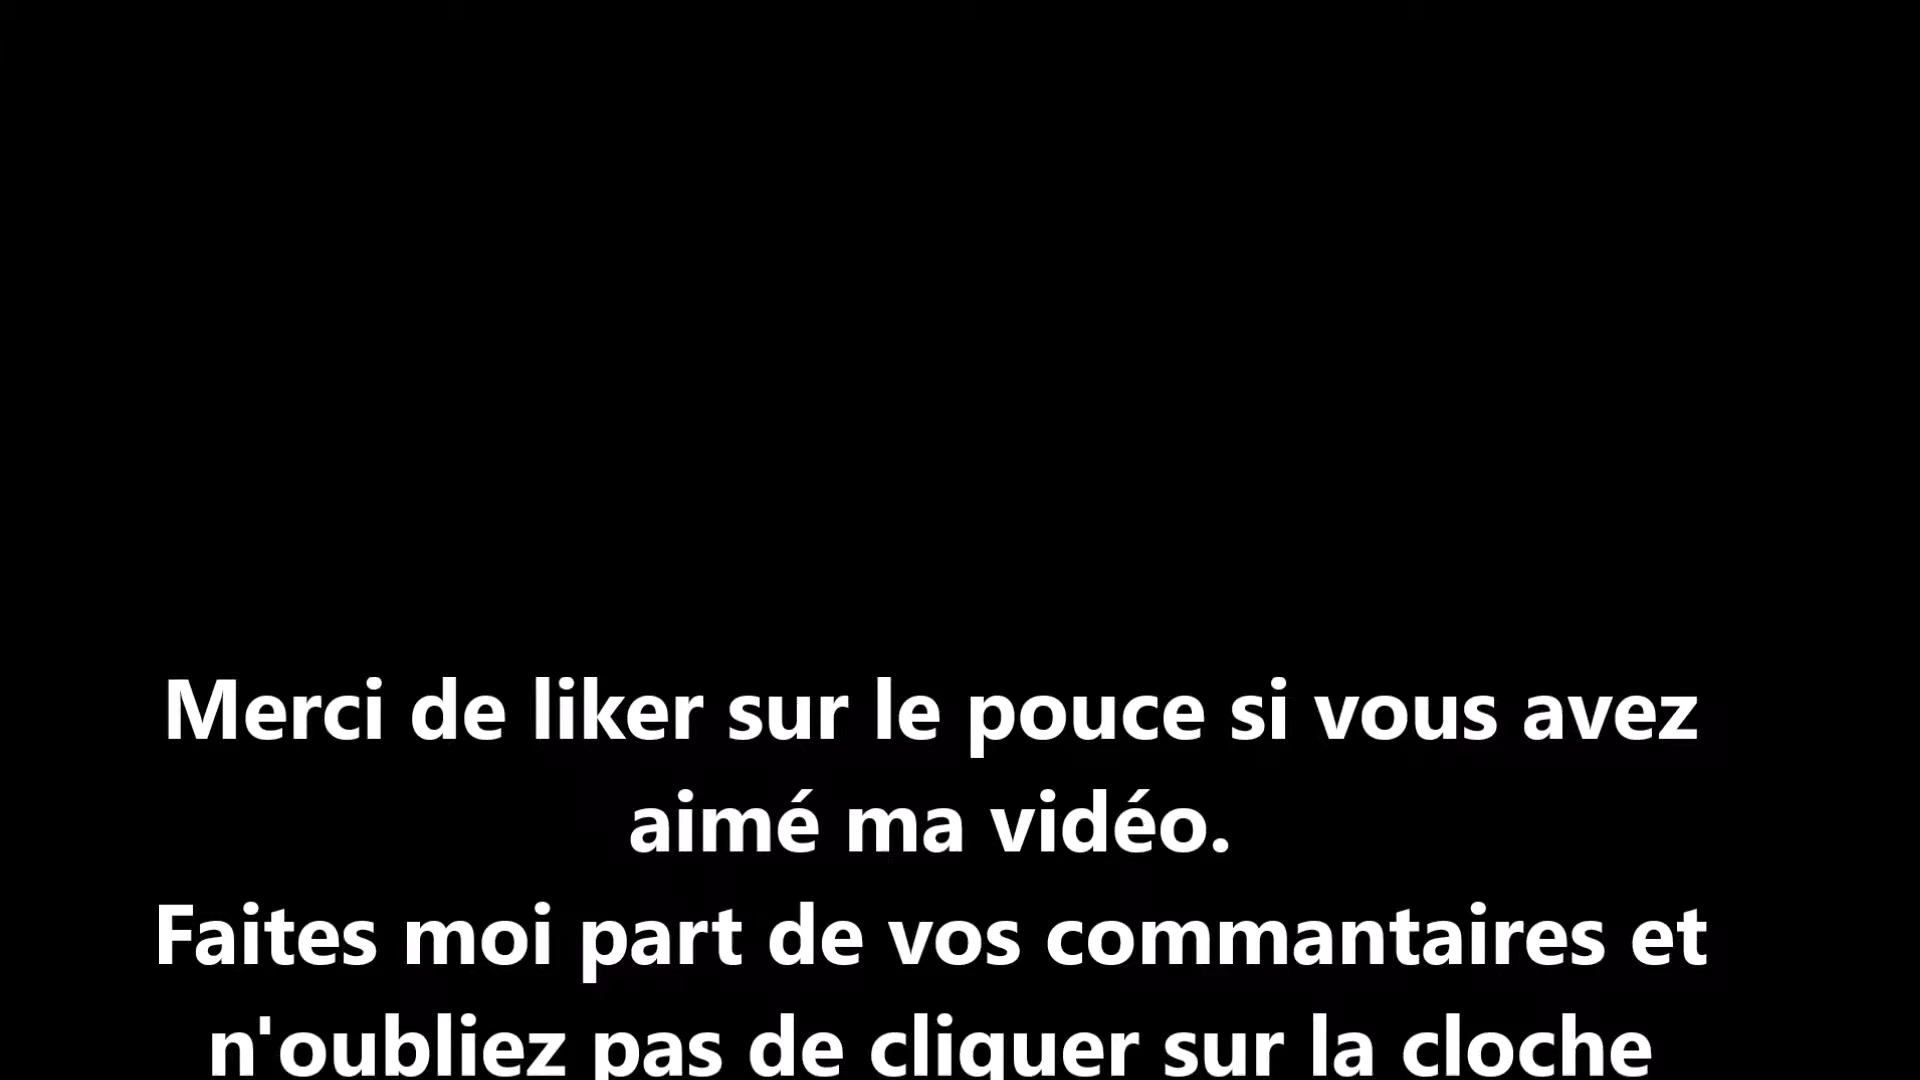 Merci de liker sur le pouce si vous avez
aimé ma vidéo.
Faites moi part de vos commantaires et
n'oubliez pas de cliquer sur la cloche